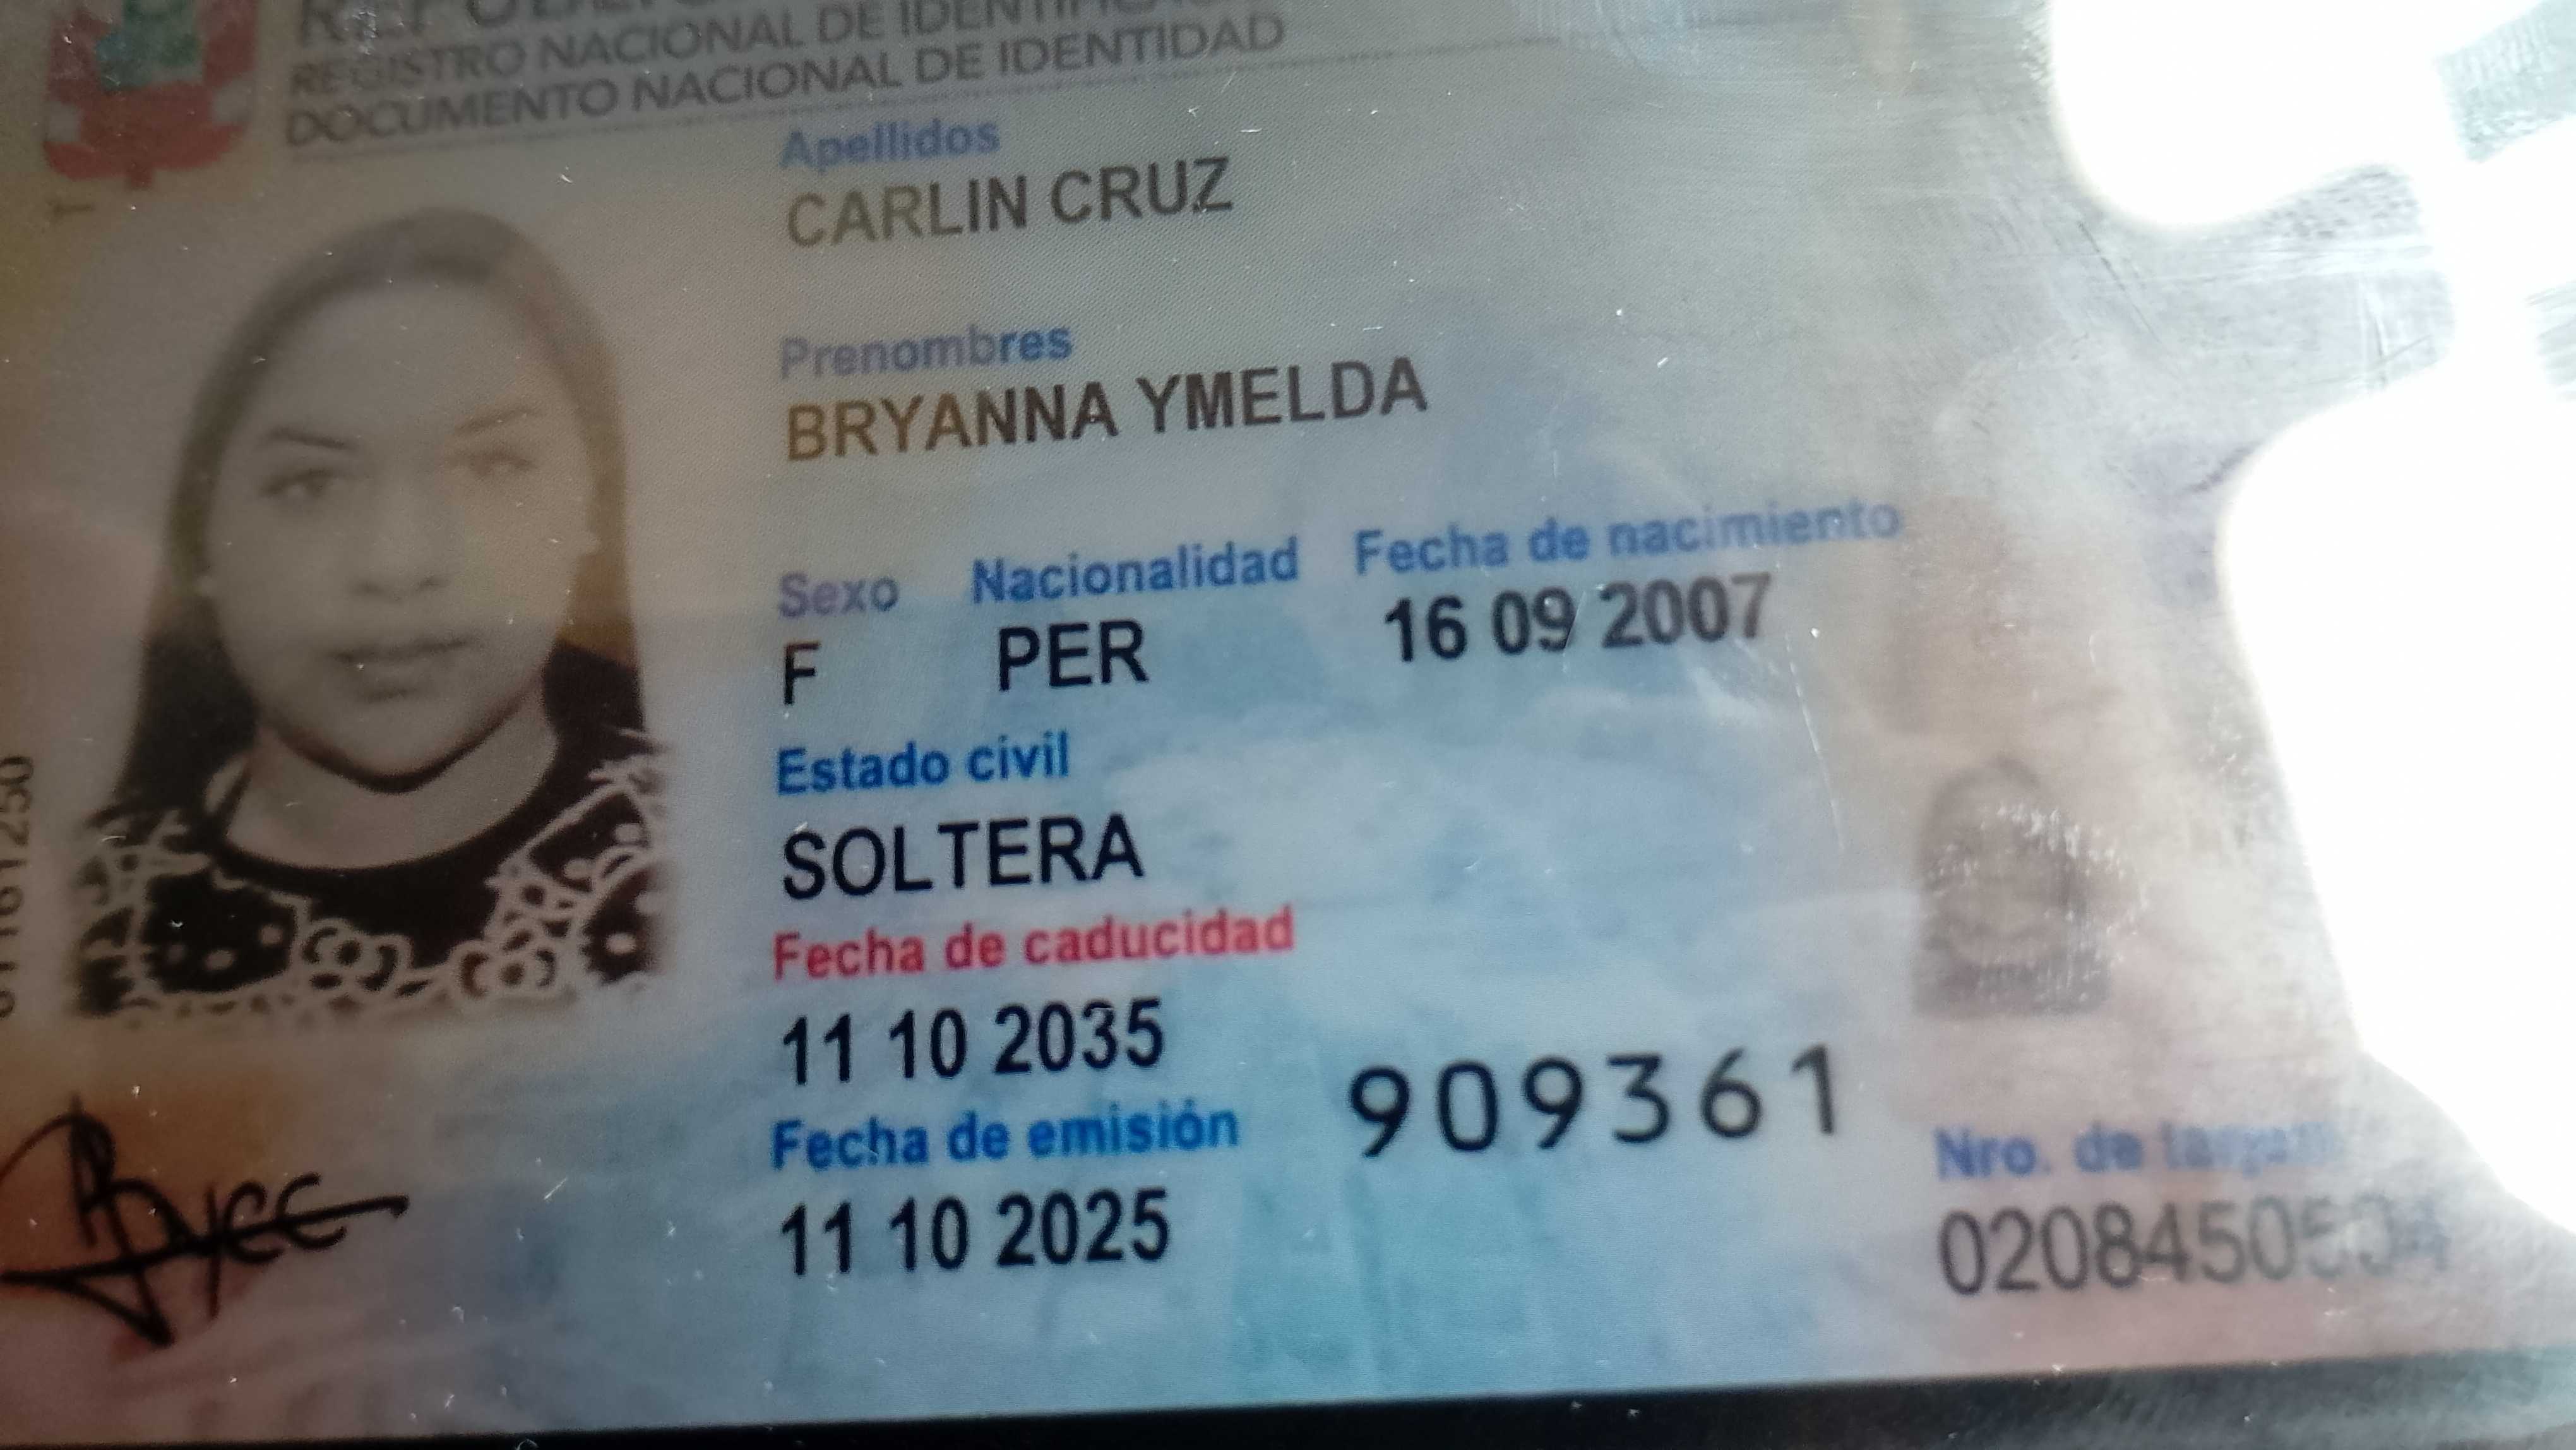 REGISTRO NACIONAL DE
DOCUMENTO NACIONAL DE IDENTIDAD
Apellidos
CARLIN CRUZ
Prenombres
BRYANNA YMELDA
Sexo Nacionalidad Fecha de nacimiento
F PER 16 09 2007
Estado civil
SOLTERA
Fecha de caducidad
11 10 2035
909361
Fecha de emisión
11 10 2025
Nro. de